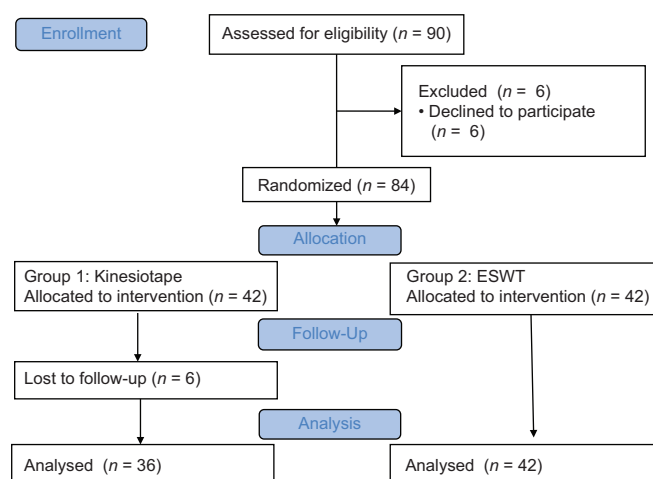 Enrollment
Assessed for eligibility (n = 90)
Excluded (n = 6)
• Declined to participate
(n = 6)
Randomized (n = 84)
Allocation
Group 1: Kinesiotape
Allocated to intervention (n = 42)
Group 2: ESWT
Allocated to intervention (n = 42)
Follow-Up
Lost to follow-up (n = 6)
Analysis
Analysed (n = 36)
Analysed (n = 42)